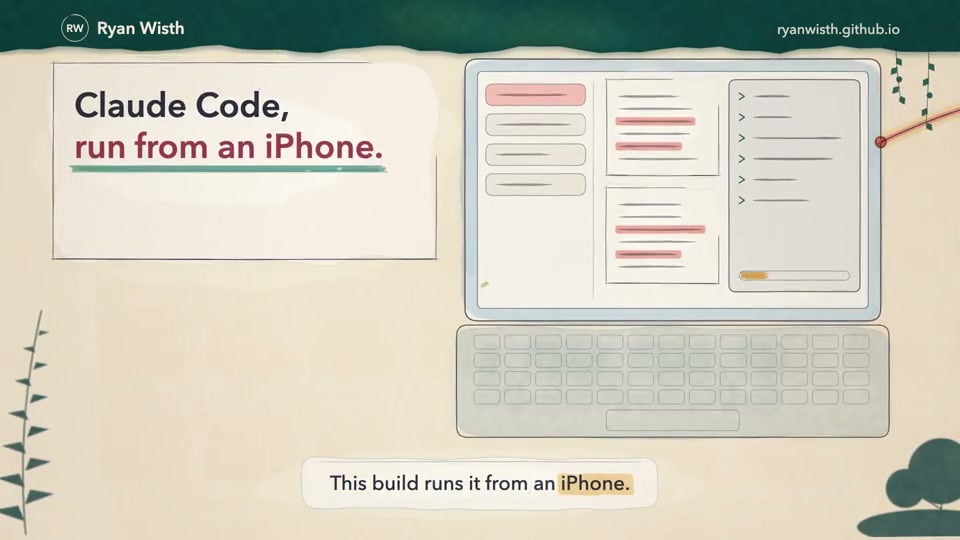 RW Ryan Wisth
ryanwisth.github.io
Claude Code,
run from an iPhone.
This build runs it from an iPhone.